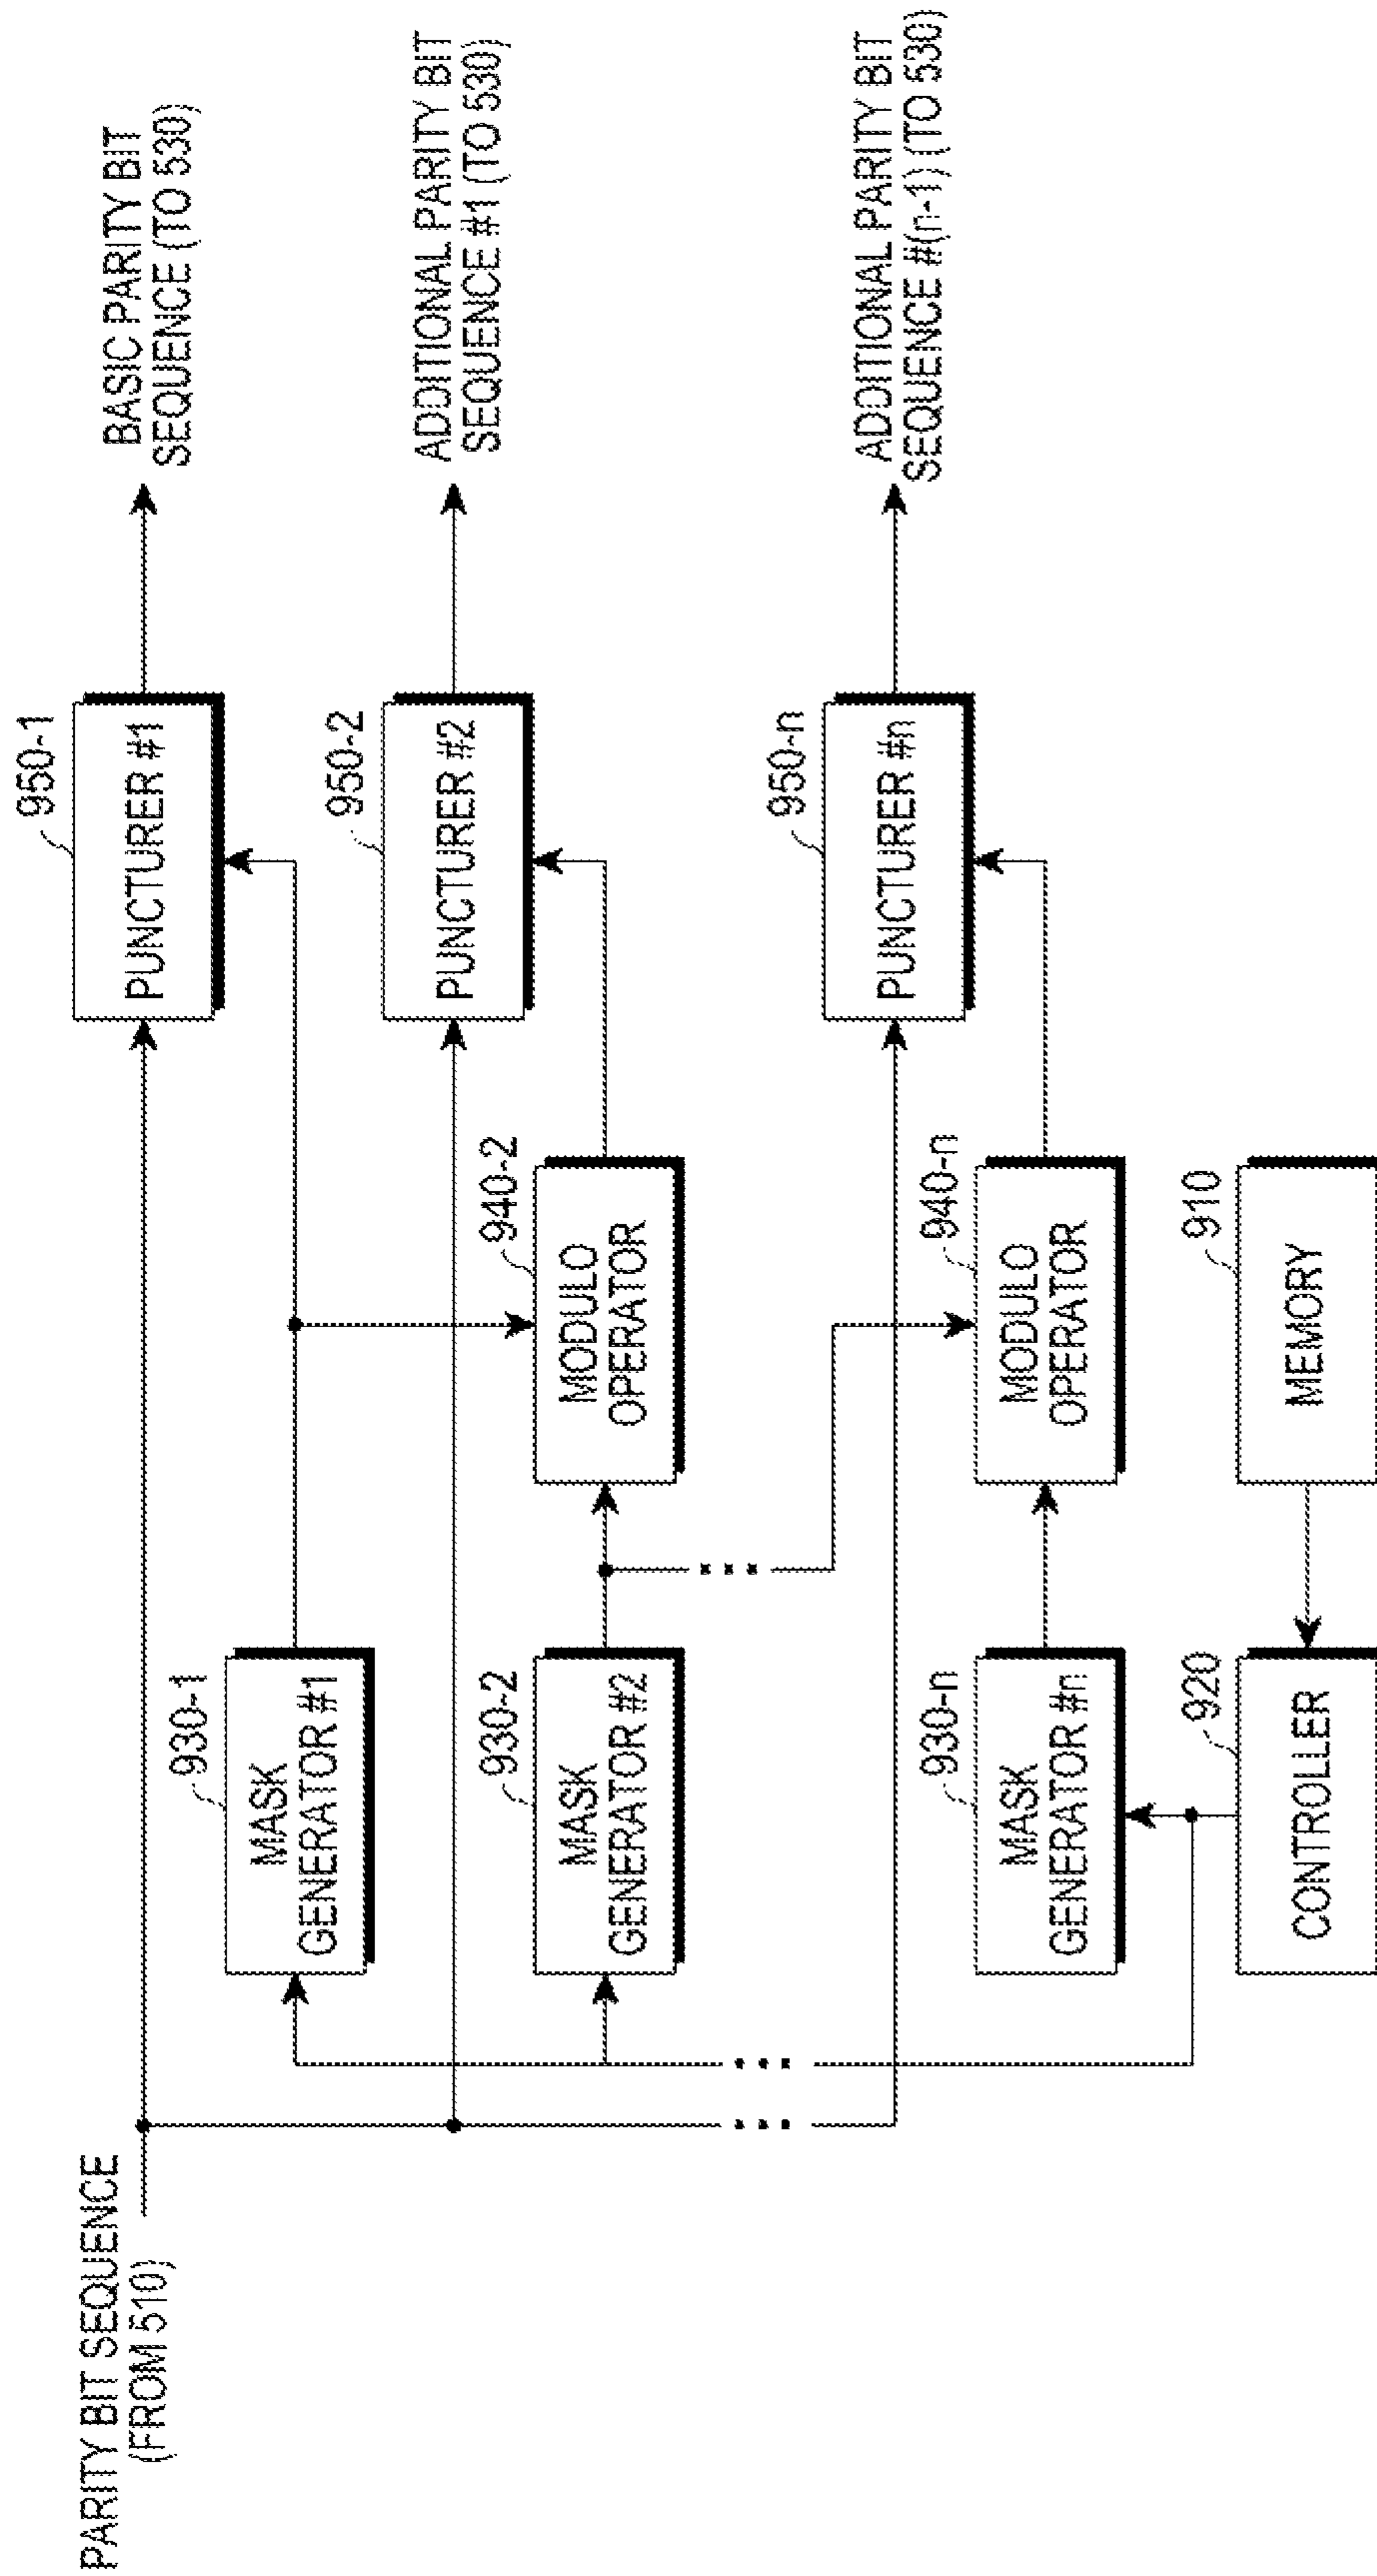 PARITY BIT SEQUENCE
(FROM 510)
950-1
PUNCTURER #1
BASIC PARITY BIT
SEQUENCE (TO 530)
930-1
MASK
GENERATOR #1
950-2
PUNCTURER #2
ADDITIONAL PARITY BIT
SEQUENCE #1 (TO 530)
930-2
MASK
GENERATOR #2
940-2
MODULO
OPERATOR
950-n
PUNCTURER #n
ADDITIONAL PARITY BIT
SEQUENCE #(n-1) (TO 530)
930-n
MASK
GENERATOR #n
940-n
MODULO
OPERATOR
920
CONTROLLER
910
MEMORY